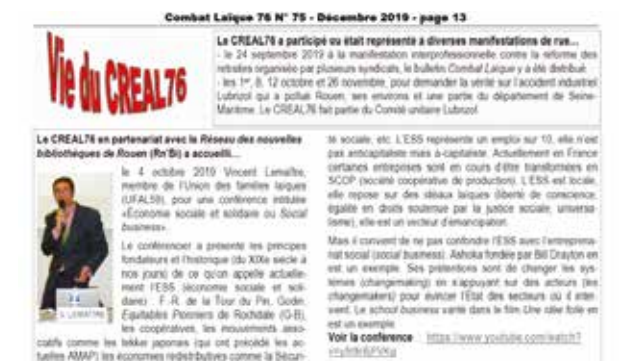 Combat Laïque 76 N° 75 - Décembre 2019 - page 13
Vie du CREAL76
Le CREAL76 a participé ou était représenté à diverses manifestations de rue...
- le 24 septembre 2019 à la manifestation interprofessionnelle contre la réforme des
retraites organisée par plusieurs syndicats, le bulletin Combat Laïque y a été distribué.
- les 1er, 8, 12 octobre et 26 novembre, pour demander la vérité sur l'accident industriel
Lubrizol qui a pollué Rouen, ses environs et une partie du département de Seine-
Maritime. Le CREAL76 fait partie du Comité unitaire Lubrizol.
Le CREAL76 en partenariat avec le Réseau des nouvelles
bibliothèques de Rouen (Rn'Bi) a accueilli...
le 4 octobre 2019 Vincent Lemaître,
membre de l'Union des familles laïques
(UFAL59), pour une conférence intitulée
«Économie sociale et solidaire ou Social
business».
Le conférencier a présenté les principes
fondateurs et l'historique (du XIXe siècle à
nos jours) de ce qu'on appelle actuelle-
ment l'ESS (économie sociale et soli-
daire) : F.-R. de la Tour du Pin, Godin,
Equitables Pionniers de Rochdale (G-B),
les coopératives, les mouvements asso-
V. LEMAITRE
catifs comme les tekkei japonais (qui ont précédé les ac-
tuelles AMAP) les économies redistributives comme la Sécuri-
té sociale, etc. L'ESS représente un emploi sur 10, elle n'est
pas anticapitaliste mais a-capitaliste. Actuellement en France
certaines entreprises sont en cours d'être transformées en
SCOP (société coopérative de production). L'ESS est locale,
elle repose sur des idéaux laïques (liberté de conscience,
égalité en droits soutenue par la justice sociale, universa-
lisme), elle est un vecteur d'émancipation.
Mais il convient de ne pas confondre l'ESS avec l'entreprena-
riat social (social business). Ashoka fondée par Bill Drayton en
est un exemple. Ses prétentions sont de changer les sys-
tèmes (changemaking) en s'appuyant sur des acteurs (les
changemakers) pour évincer l'État des secteurs où il inter-
vient. Le school business vanté dans le film Une idée folle en
est un exemple.
Voir la conférence : https://www.youtube.com/watch?